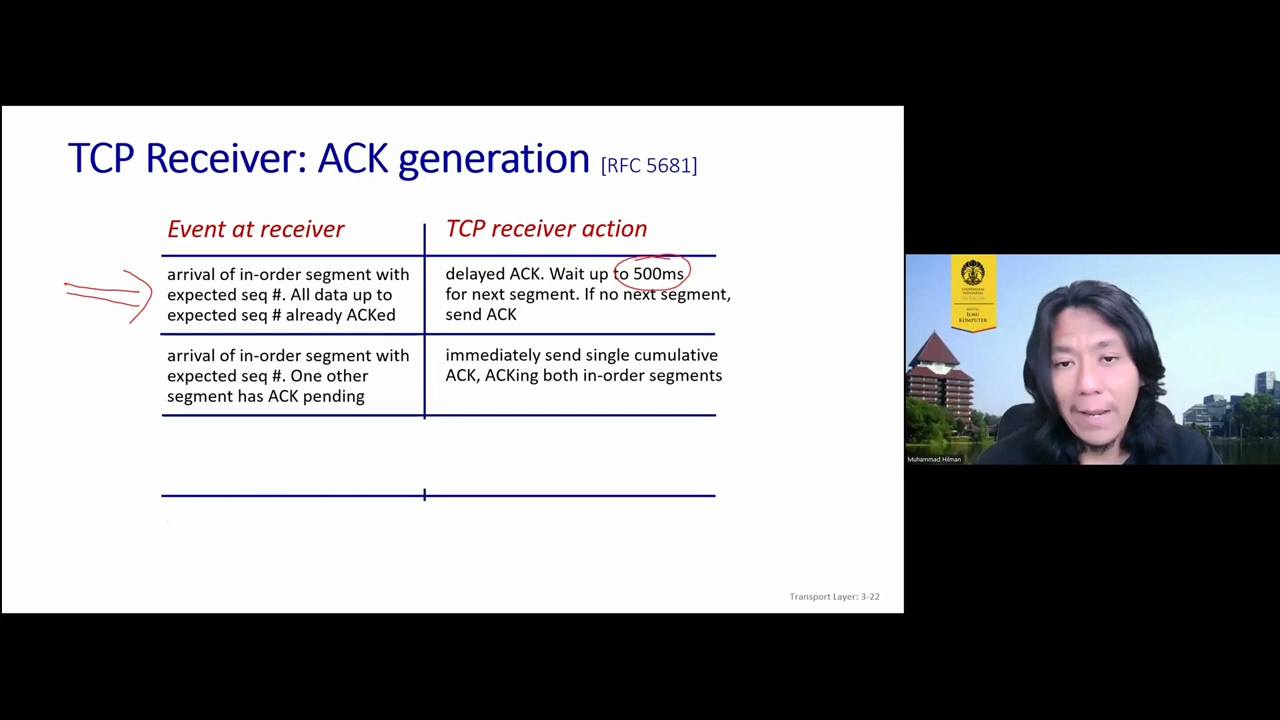 TCP Receiver: ACK generation [RFC 5681]
Event at receiver
TCP receiver action
arrival of in-order segment with
expected seq #. All data up to
expected seq # already ACKed
delayed ACK. Wait up to 500ms
for next segment. If no next segment,
send ACK
arrival of in-order segment with
expected seq #. One other
segment has ACK pending
immediately send single cumulative
ACK, ACKing both in-order segments
Transport Layer: 3-22
ILMU
KOMPUTER
Muhammad Hilman